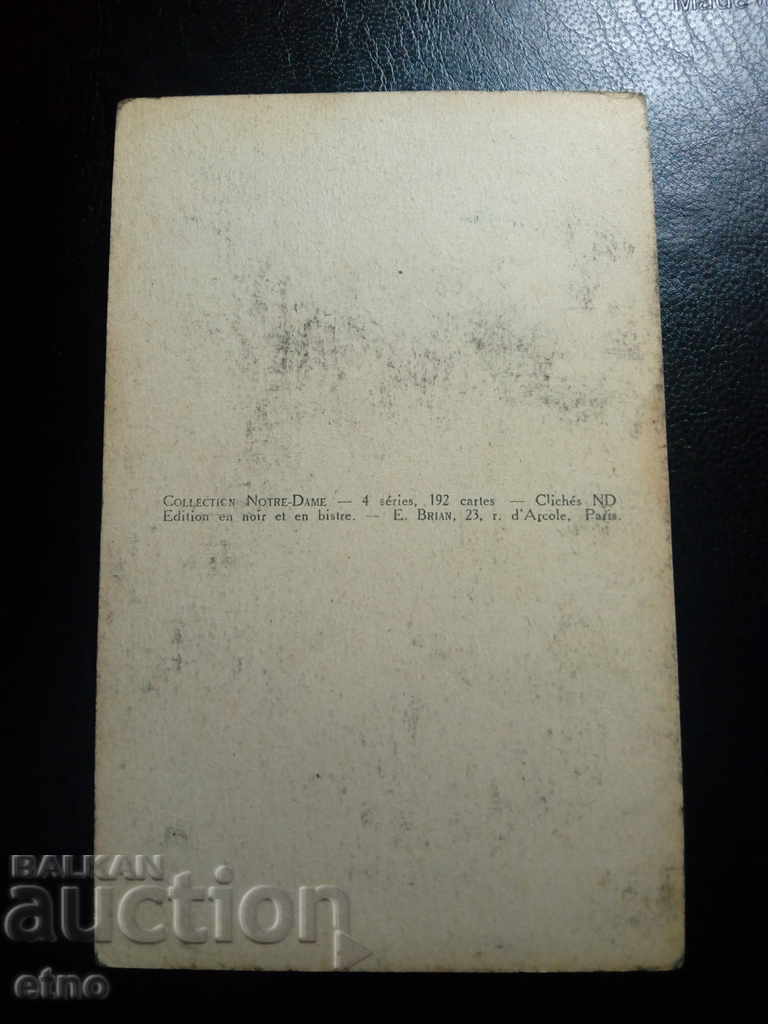 COLLECTION NOTRE-DAME — 4 séries, 192 cartes — Clichés ND
Edition en noir et en bistre. — E. BRIAN, 23, r. d'Arcole, Paris.
BALKAN
auction
etno